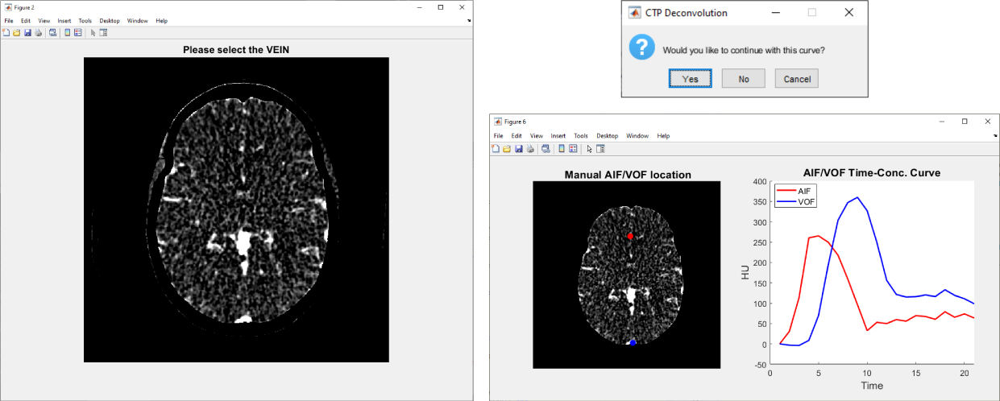 Figure 2
File Edit View Insert Tools Desktop Window Help
Please select the VEIN
CTP Deconvolution
Would you like to continue with this curve?
Yes No Cancel
Figure 6
File Edit View Insert Tools Desktop Window Help
Manual AIF/VOF location
AIF/VOF Time-Conc. Curve
AIF
VOF
400
350
300
250
200
150
100
50
0
-50
HU
0 5 10 15 20
Time